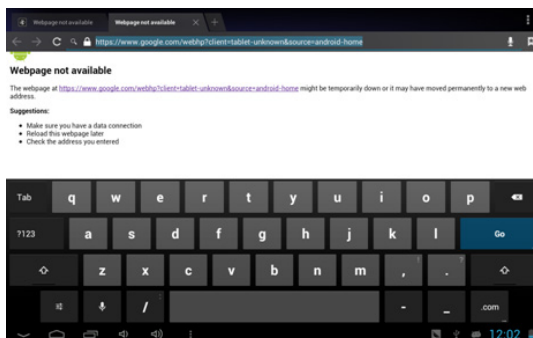 Webpage not available
Webpage not available
https://www.google.com/webhp?client=tablet-unknown&source=android-home
Webpage not available
The webpage at https://www.google.com/webhp?client=tablet-unknown&source=android-home might be temporarily down or it may have moved permanently to a new web
address.
Suggestions:
Make sure you have a data connection
Reload this webpage later
Check the address you entered
Tab q w e r t y u i o p
?123 a s d f g h j k l Go
z x c v b n m , ! . ?
/ - _ .com
12:02